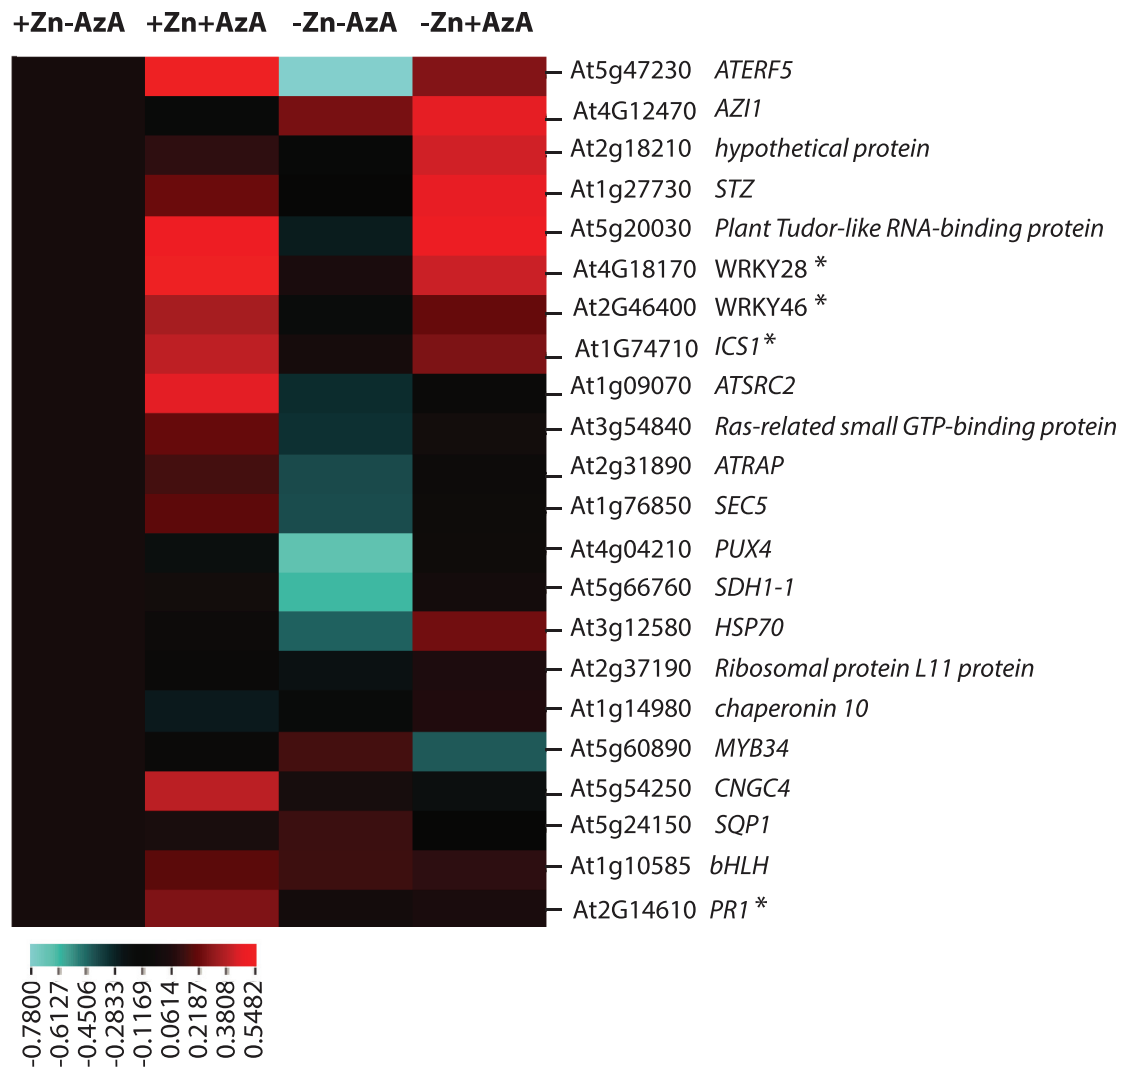 +Zn-AzA +Zn+AzA -Zn-AzA -Zn+AzA
At5g47230 ATERF5
At4G12470 AZI1
At2g18210 hypothetical protein
At1g27730 STZ
At5g20030 Plant Tudor-like RNA-binding protein
At4G18170 WRKY28 *
At2G46400 WRKY46 *
At1G74710 ICS1 *
At1g09070 ATSRC2
At3g54840 Ras-related small GTP-binding protein
At2g31890 ATRAP
At1g76850 SEC5
At4g04210 PUX4
At5g66760 SDH1-1
At3g12580 HSP70
At2g37190 Ribosomal protein L11 protein
At1g14980 chaperonin 10
At5g60890 MYB34
At5g54250 CNGC4
At5g24150 SQP1
At1g10585 bHLH
At2G14610 PR1 *
-0.7800
-0.6127
-0.4506
-0.2833
-0.1169
0.0614
0.2187
0.3808
0.5482